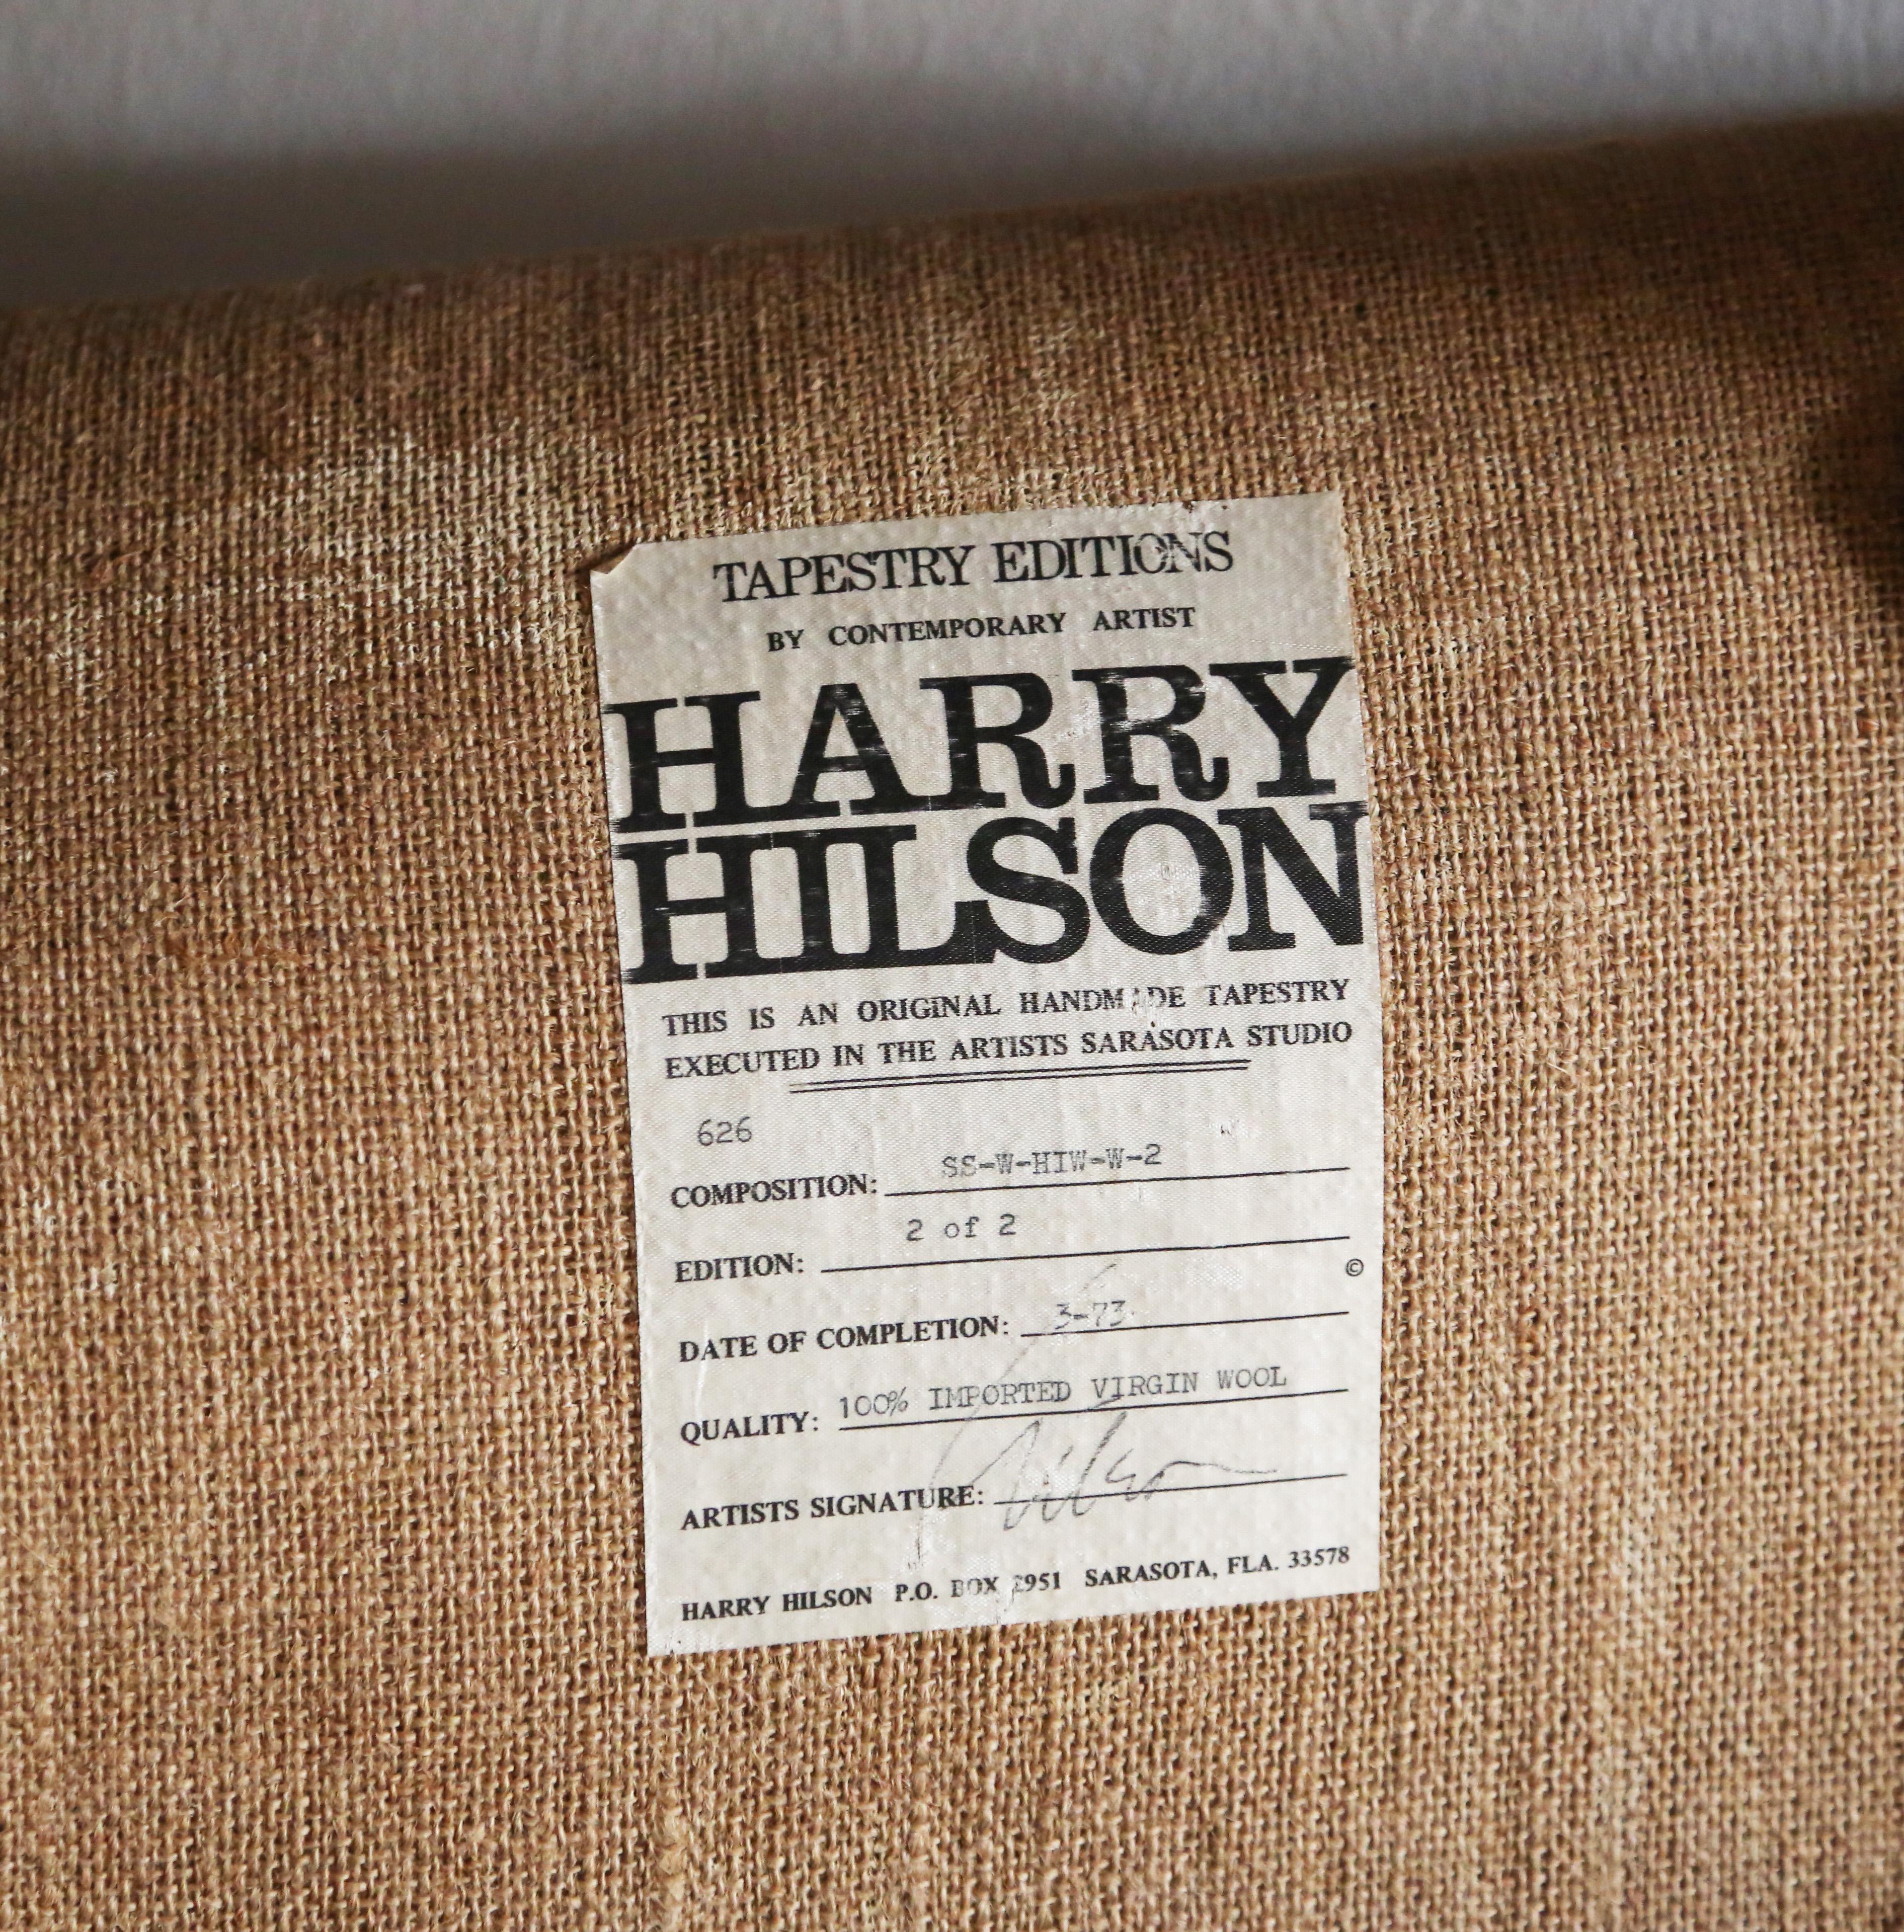 TAPESTRY EDITIONS
BY CONTEMPORARY ARTIST
HARRY
HILSON
THIS IS AN ORIGINAL HANDMADE TAPESTRY
EXECUTED IN THE ARTISTS SARASOTA STUDIO
626
COMPOSITION: SS-W-HIW-W-2
EDITION: 2 of 2
©
DATE OF COMPLETION: 3-73.
QUALITY: 100% IMPORTED VIRGIN WOOL
ARTISTS SIGNATURE: Hilson
HARRY HILSON P.O. BOX 2951 SARASOTA, FLA. 33578